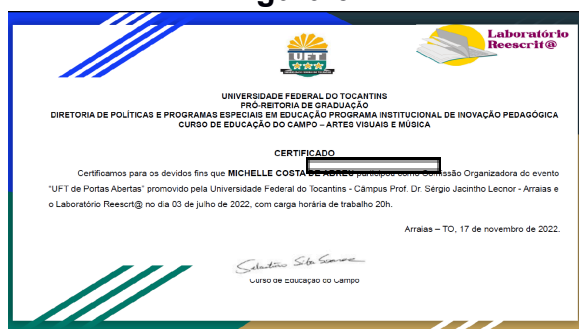 Laboratório
Reescrit@
UFT
UNIVERSIDADE FEDERAL DO TOCANTINS
PRÓ-REITORIA DE GRADUAÇÃO
DIRETORIA DE POLÍTICAS E PROGRAMAS ESPECIAIS EM EDUCAÇÃO PROGRAMA INSTITUCIONAL DE INOVAÇÃO PEDAGÓGICA
CURSO DE EDUCAÇÃO DO CAMPO – ARTES VISUAIS E MÚSICA
CERTIFICADO
Certificamos para os devidos fins que MICHELLE COSTA DE ABREU participou como Comissão Organizadora do evento
"UFT de Portas Abertas" promovido pela Universidade Federal do Tocantins - Câmpus Prof. Dr. Sérgio Jacintho Leonor - Arraias e
o Laboratório Reescrt@ no dia 03 de julho de 2022, com carga horária de trabalho 20h.
Arraias – TO, 17 de novembro de 2022.
Curso de Educação do Campo